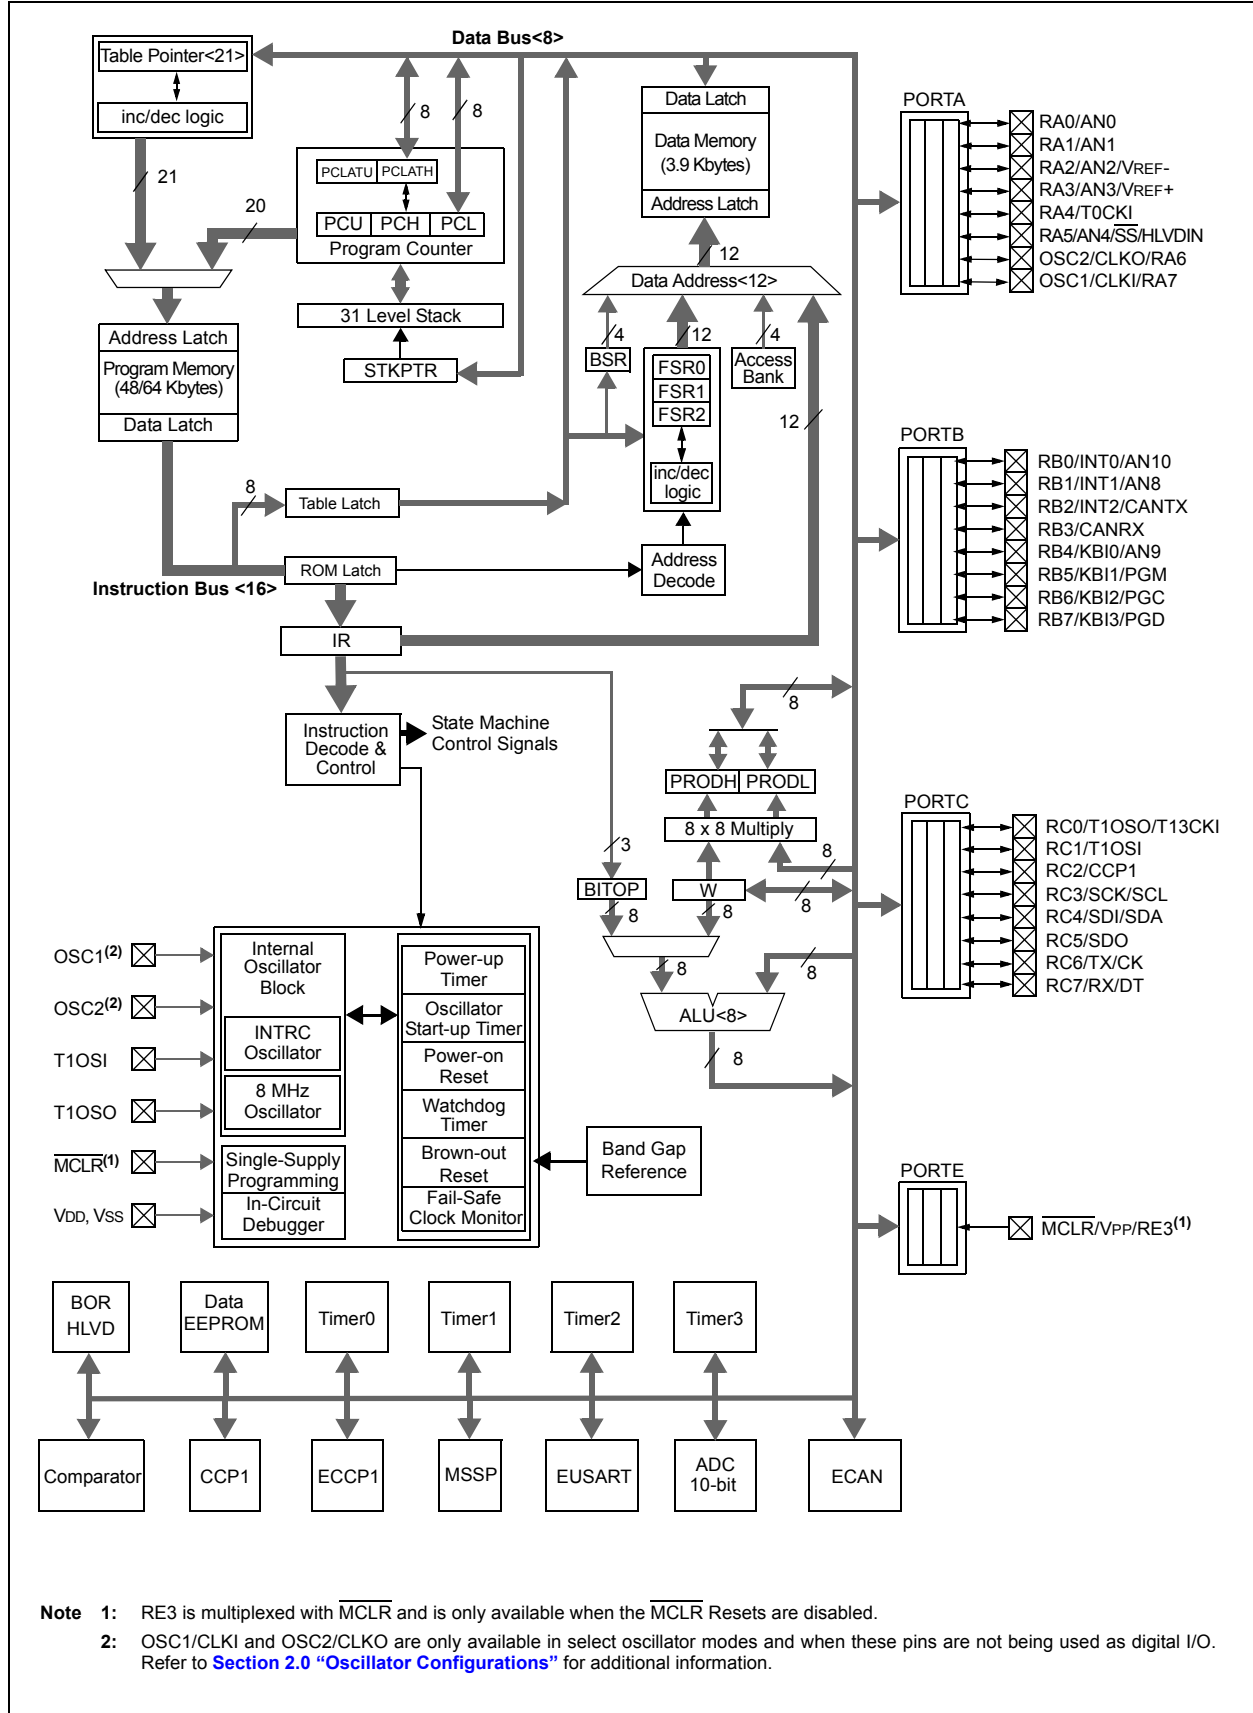 Data Bus<8>
Table Pointer<21>
inc/dec logic
21
8
8
PCLATU PCLATH
PCU PCH PCL
Program Counter
20
31 Level Stack
STKPTR
Address Latch
Program Memory
(48/64 Kbytes)
Data Latch
Data Latch
Data Memory
(3.9 Kbytes)
Address Latch
12
Data Address<12>
4
12
4
BSR
FSR0
FSR1
FSR2
inc/dec
logic
Access
Bank
12
8
Table Latch
ROM Latch
Instruction Bus <16>
Address
Decode
IR
Instruction
Decode &
Control
State Machine
Control Signals
8
PRODH PRODL
8 x 8 Multiply
3
8
BITOP
W
8
8
8
8
8
ALU<8>
8
PORTA
RA0/AN0
RA1/AN1
RA2/AN2/VREF-
RA3/AN3/VREF+
RA4/T0CKI
RA5/AN4/SS/HLVDIN
OSC2/CLKO/RA6
OSC1/CLKI/RA7
PORTB
RB0/INT0/AN10
RB1/INT1/AN8
RB2/INT2/CANTX
RB3/CANRX
RB4/KBI0/AN9
RB5/KBI1/PGM
RB6/KBI2/PGC
RB7/KBI3/PGD
PORTC
RC0/T1OSO/T13CKI
RC1/T1OSI
RC2/CCP1
RC3/SCK/SCL
RC4/SDI/SDA
RC5/SDO
RC6/TX/CK
RC7/RX/DT
PORTE
MCLR/VPP/RE3(1)
OSC1(2)
OSC2(2)
T1OSI
T1OSO
MCLR(1)
VDD, VSS
Internal
Oscillator
Block
INTRC
Oscillator
8 MHz
Oscillator
Single-Supply
Programming
In-Circuit
Debugger
Power-up
Timer
Oscillator
Start-up Timer
Power-on
Reset
Watchdog
Timer
Brown-out
Reset
Fail-Safe
Clock Monitor
Band Gap
Reference
BOR
HLVD
Data
EEPROM
Timer0
Timer1
Timer2
Timer3
Comparator
CCP1
ECCP1
MSSP
EUSART
ADC
10-bit
ECAN
Note 1: RE3 is multiplexed with MCLR and is only available when the MCLR Resets are disabled.
2: OSC1/CLKI and OSC2/CLKO are only available in select oscillator modes and when these pins are not being used as digital I/O.
Refer to Section 2.0 “Oscillator Configurations” for additional information.